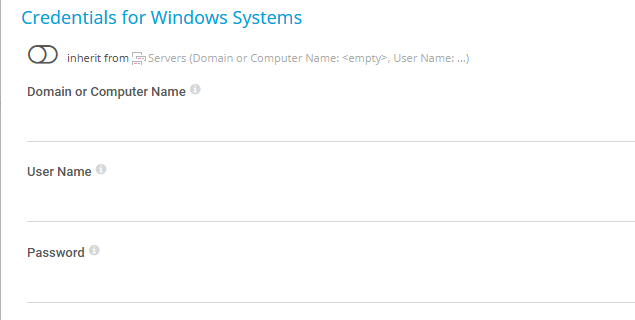 Credentials for Windows Systems
inherit from Servers (Domain or Computer Name: <empty>, User Name: ...)
Domain or Computer Name
User Name
Password